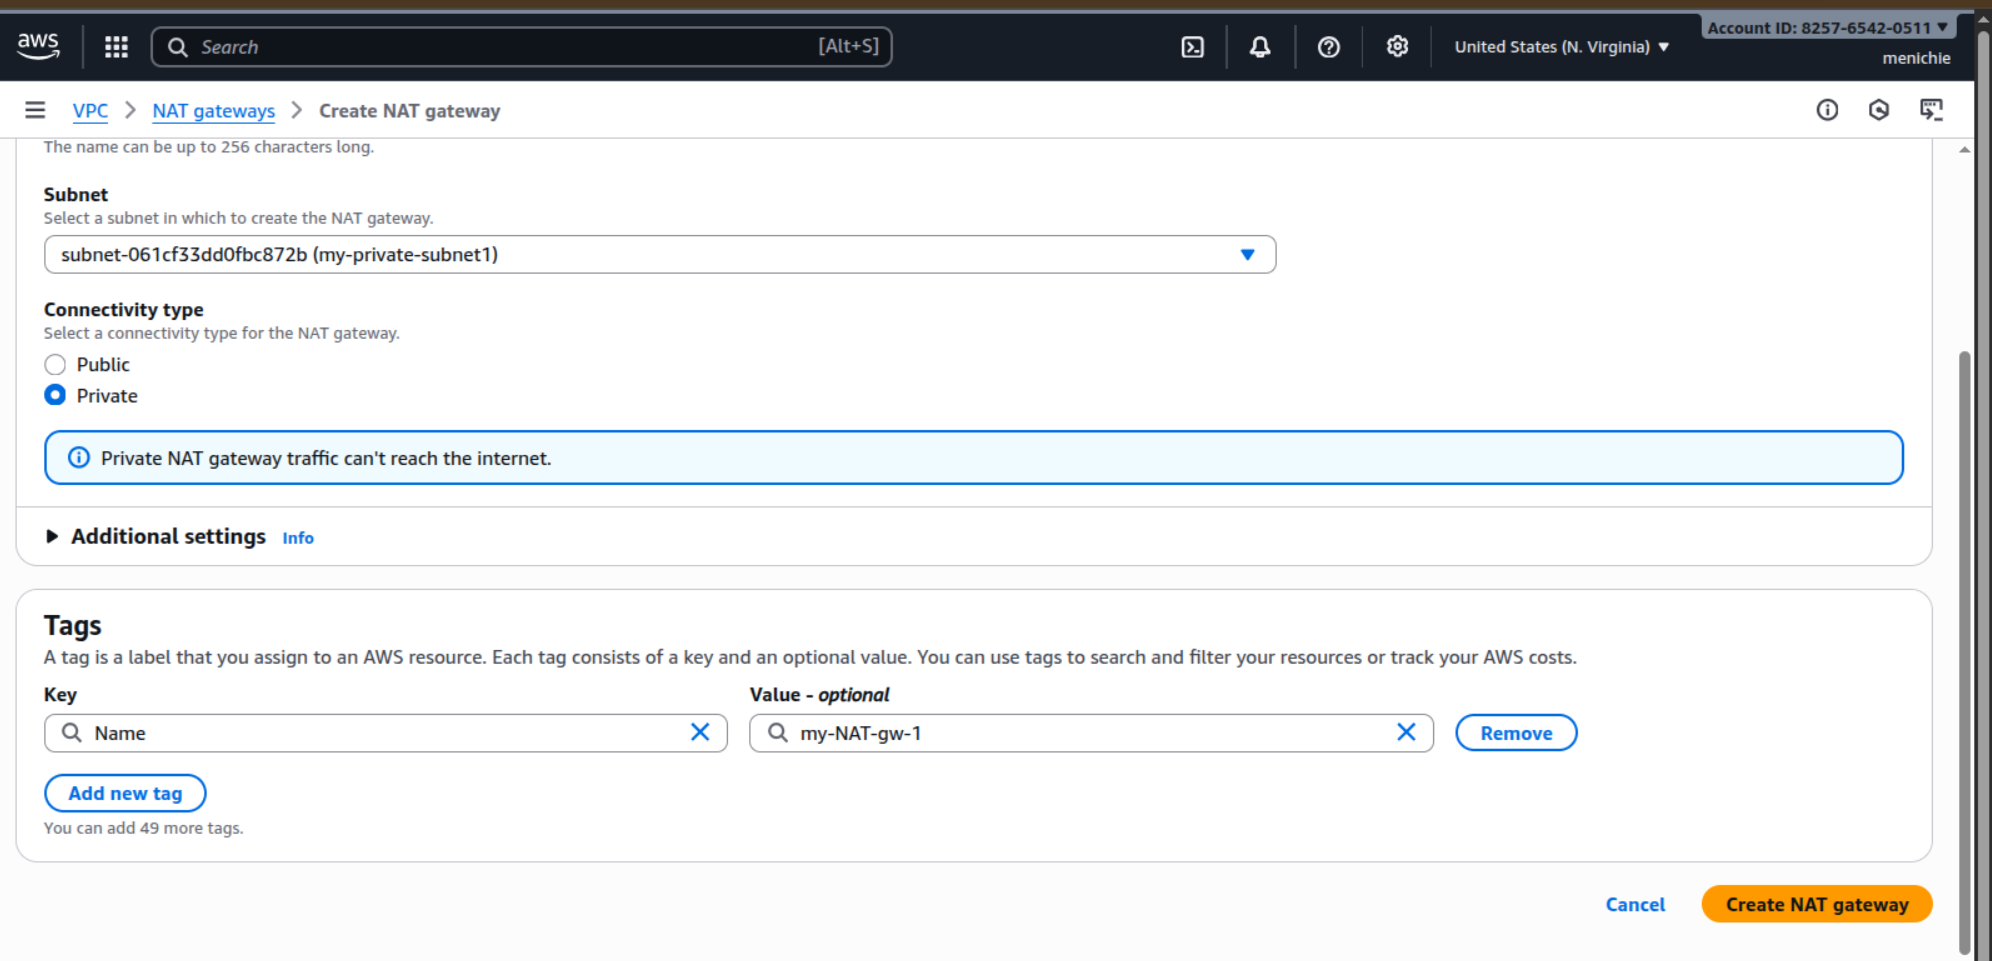 aws
Search
[Alt+S]
United States (N. Virginia)
Account ID: 8257-6542-0511
menichie
VPC
NAT gateways
Create NAT gateway
The name can be up to 256 characters long.
Subnet
Select a subnet in which to create the NAT gateway.
subnet-061cf33dd0fbc872b (my-private-subnet1)
Connectivity type
Select a connectivity type for the NAT gateway.
Public
Private
Private NAT gateway traffic can't reach the internet.
Additional settings Info
Tags
A tag is a label that you assign to an AWS resource. Each tag consists of a key and an optional value. You can use tags to search and filter your resources or track your AWS costs.
Key
Value - optional
Name
my-NAT-gw-1
Remove
Add new tag
You can add 49 more tags.
Cancel
Create NAT gateway